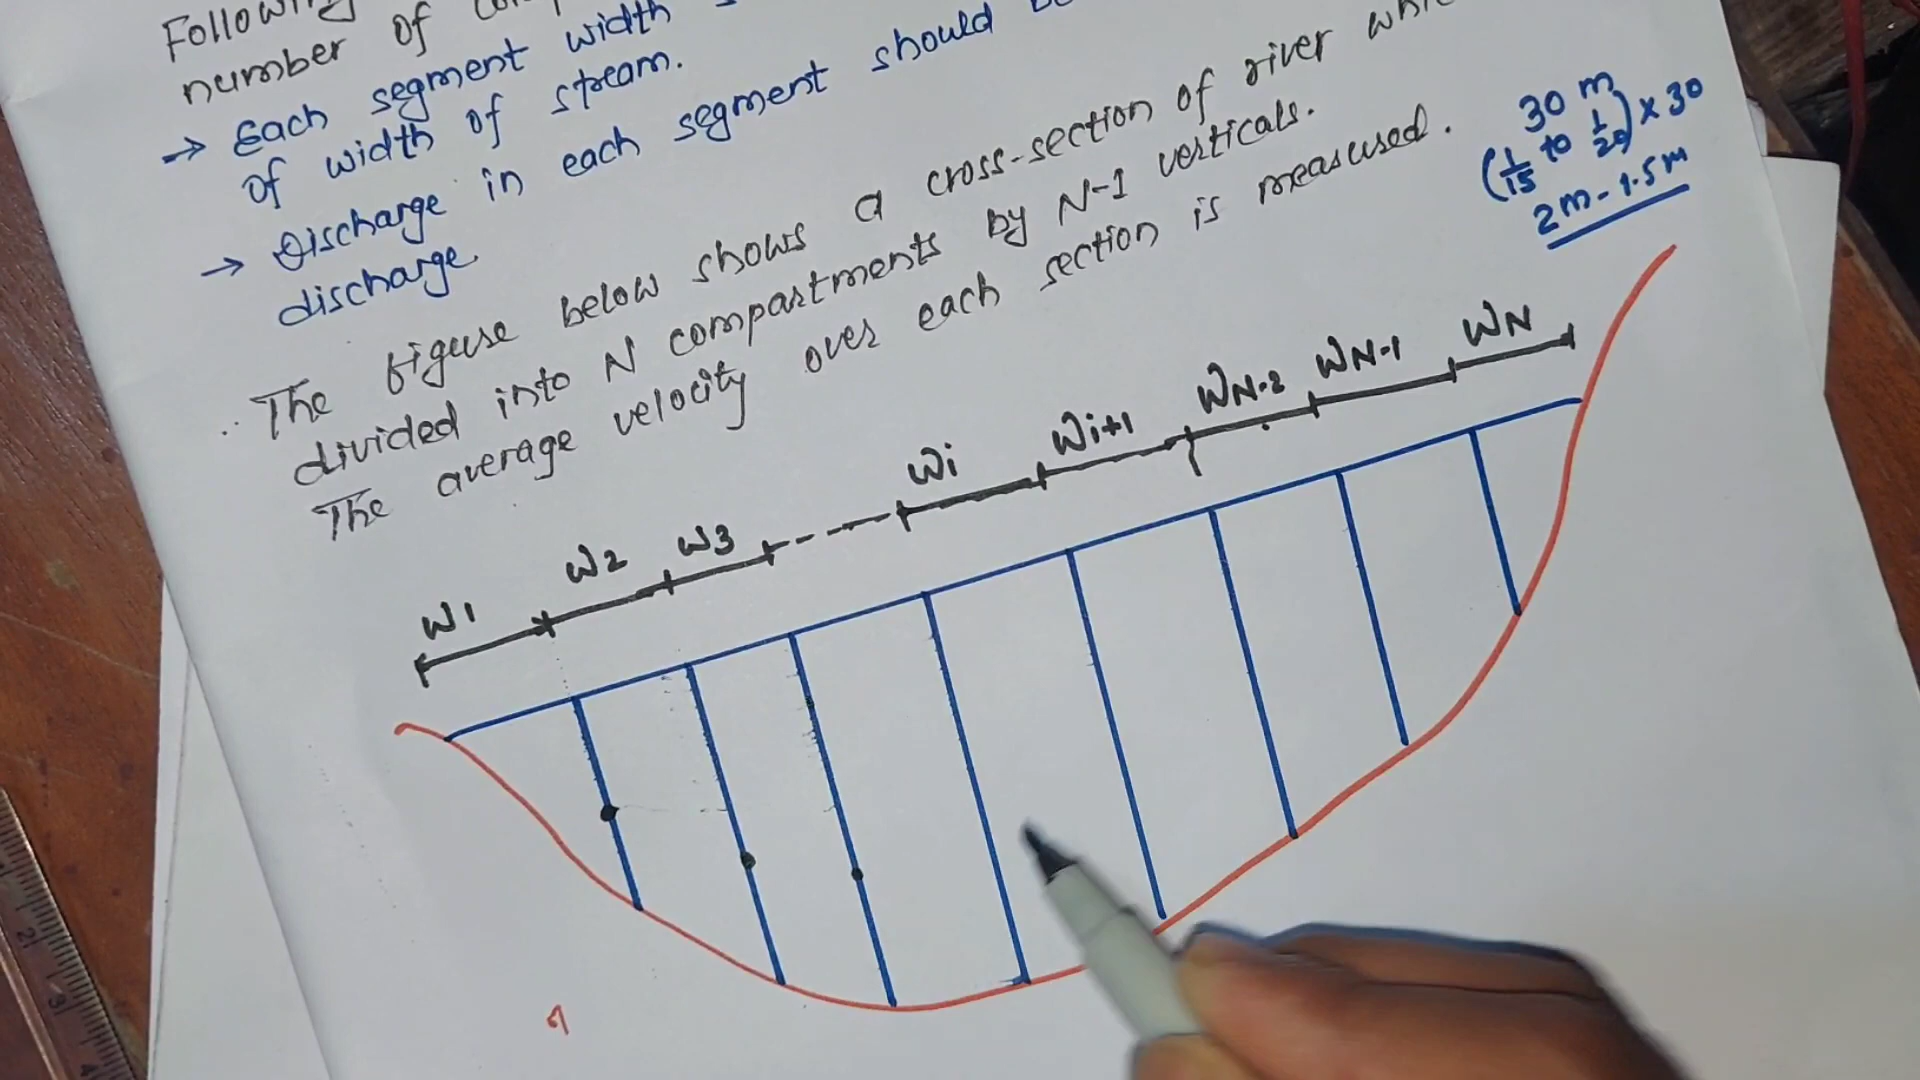 Following
number of
→ Each segment width
of width of stream.
→ Discharge in each segment should
discharge.
The figure below shows a cross-section of river
divided into N compartments by N-1 verticals.
The average velocity over each section is measured.
30 m
(1/15 to 1/20) × 30
2m - 1.5m
W1
W2
W3
Wi
Wi+1
WN-2
WN-1
WN
2
3
4